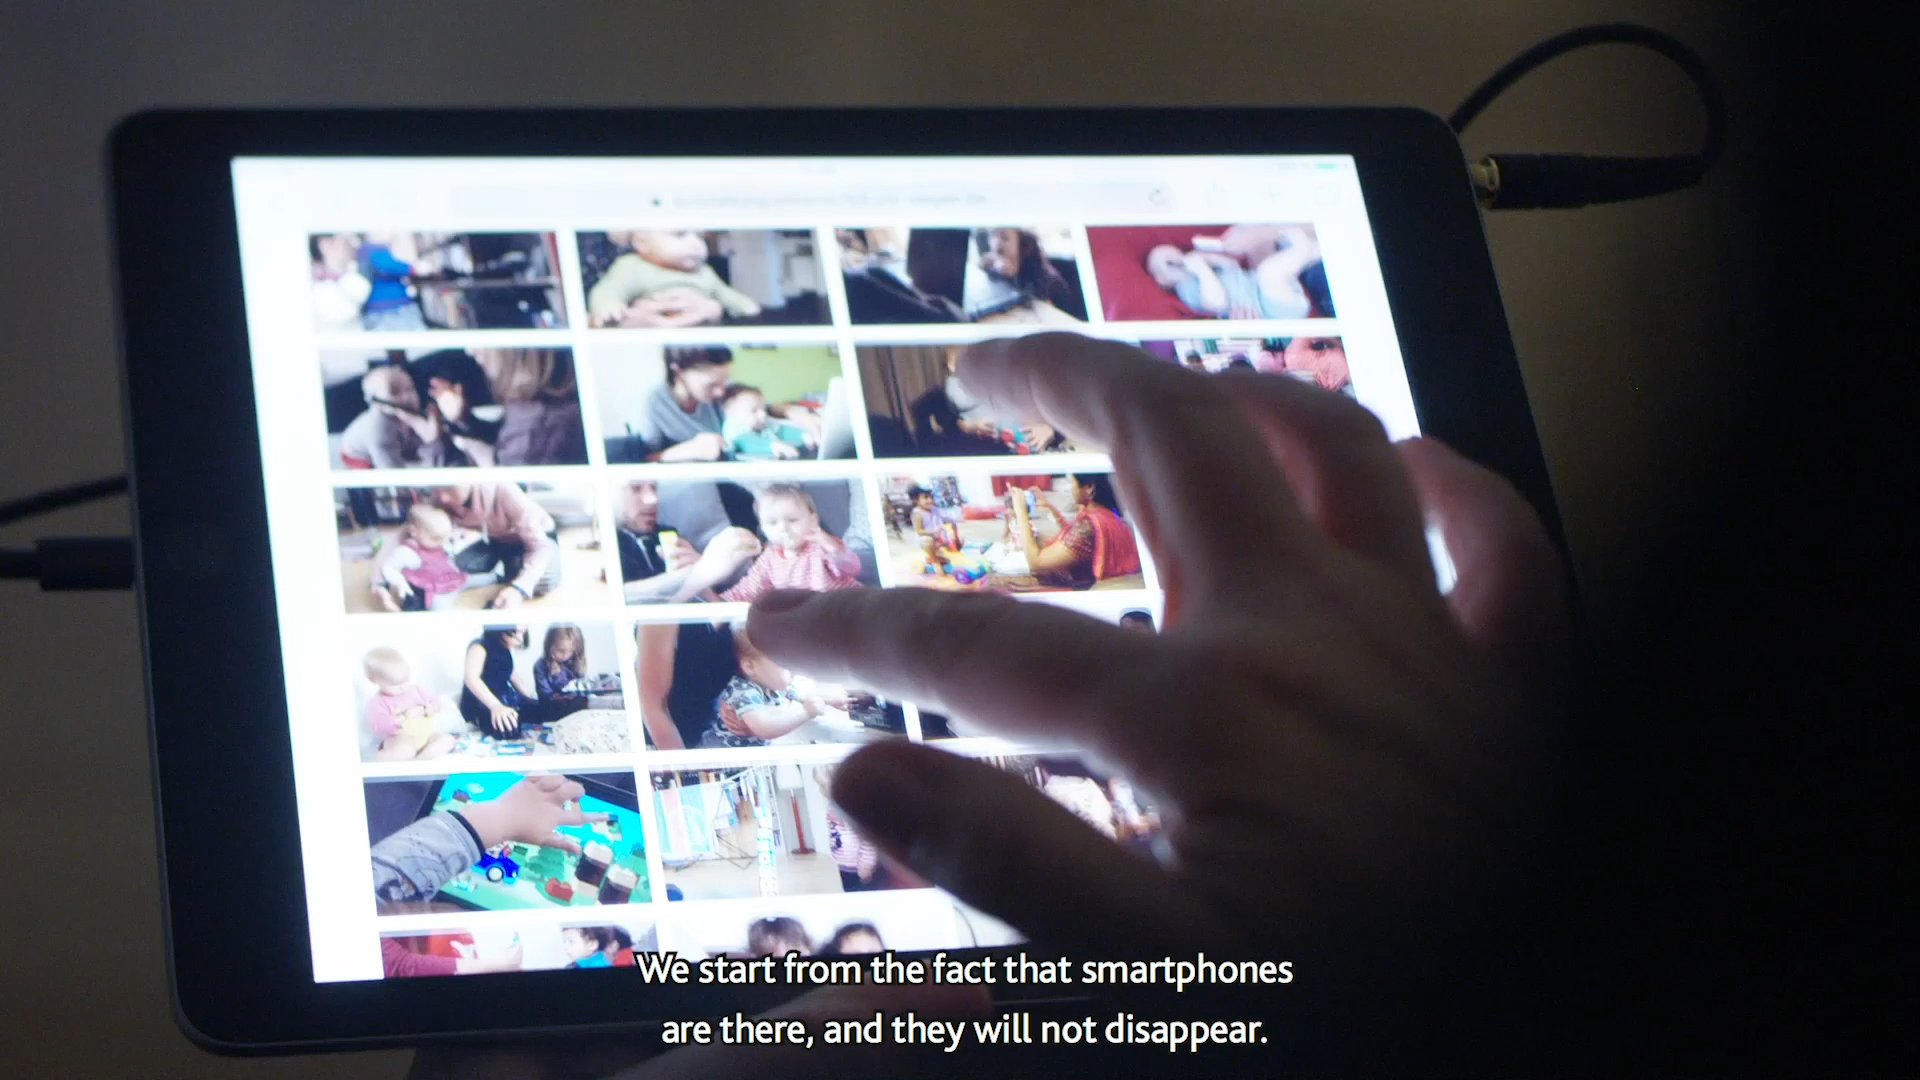 We start from the fact that smartphones
are there, and they will not disappear.